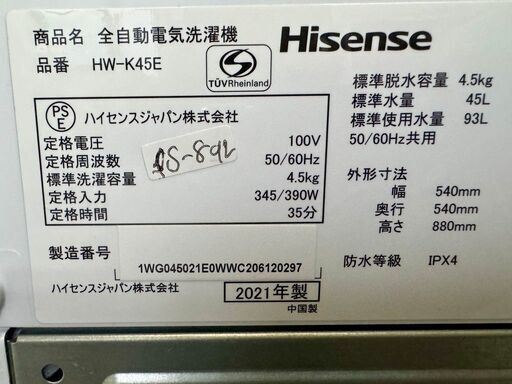 商品名 全自動電気洗濯機
品番 HW-K45E
S
TÜVRheinland
Hisense
標準脱水容量 4.5kg
標準水量 45L
標準使用水量 93L
50/60Hz共用
PS
E
ハイセンスジャパン株式会社
定格電圧 100V
定格周波数 50/60Hz
標準洗濯容量 4.5kg
定格入力 345/390W
定格時間 35分
外形寸法
幅 540mm
奥行 540mm
高さ 880mm
製造番号
1WG045021E0WWC206120297
防水等級 IPX4
ハイセンスジャパン株式会社
2021年製
中国製